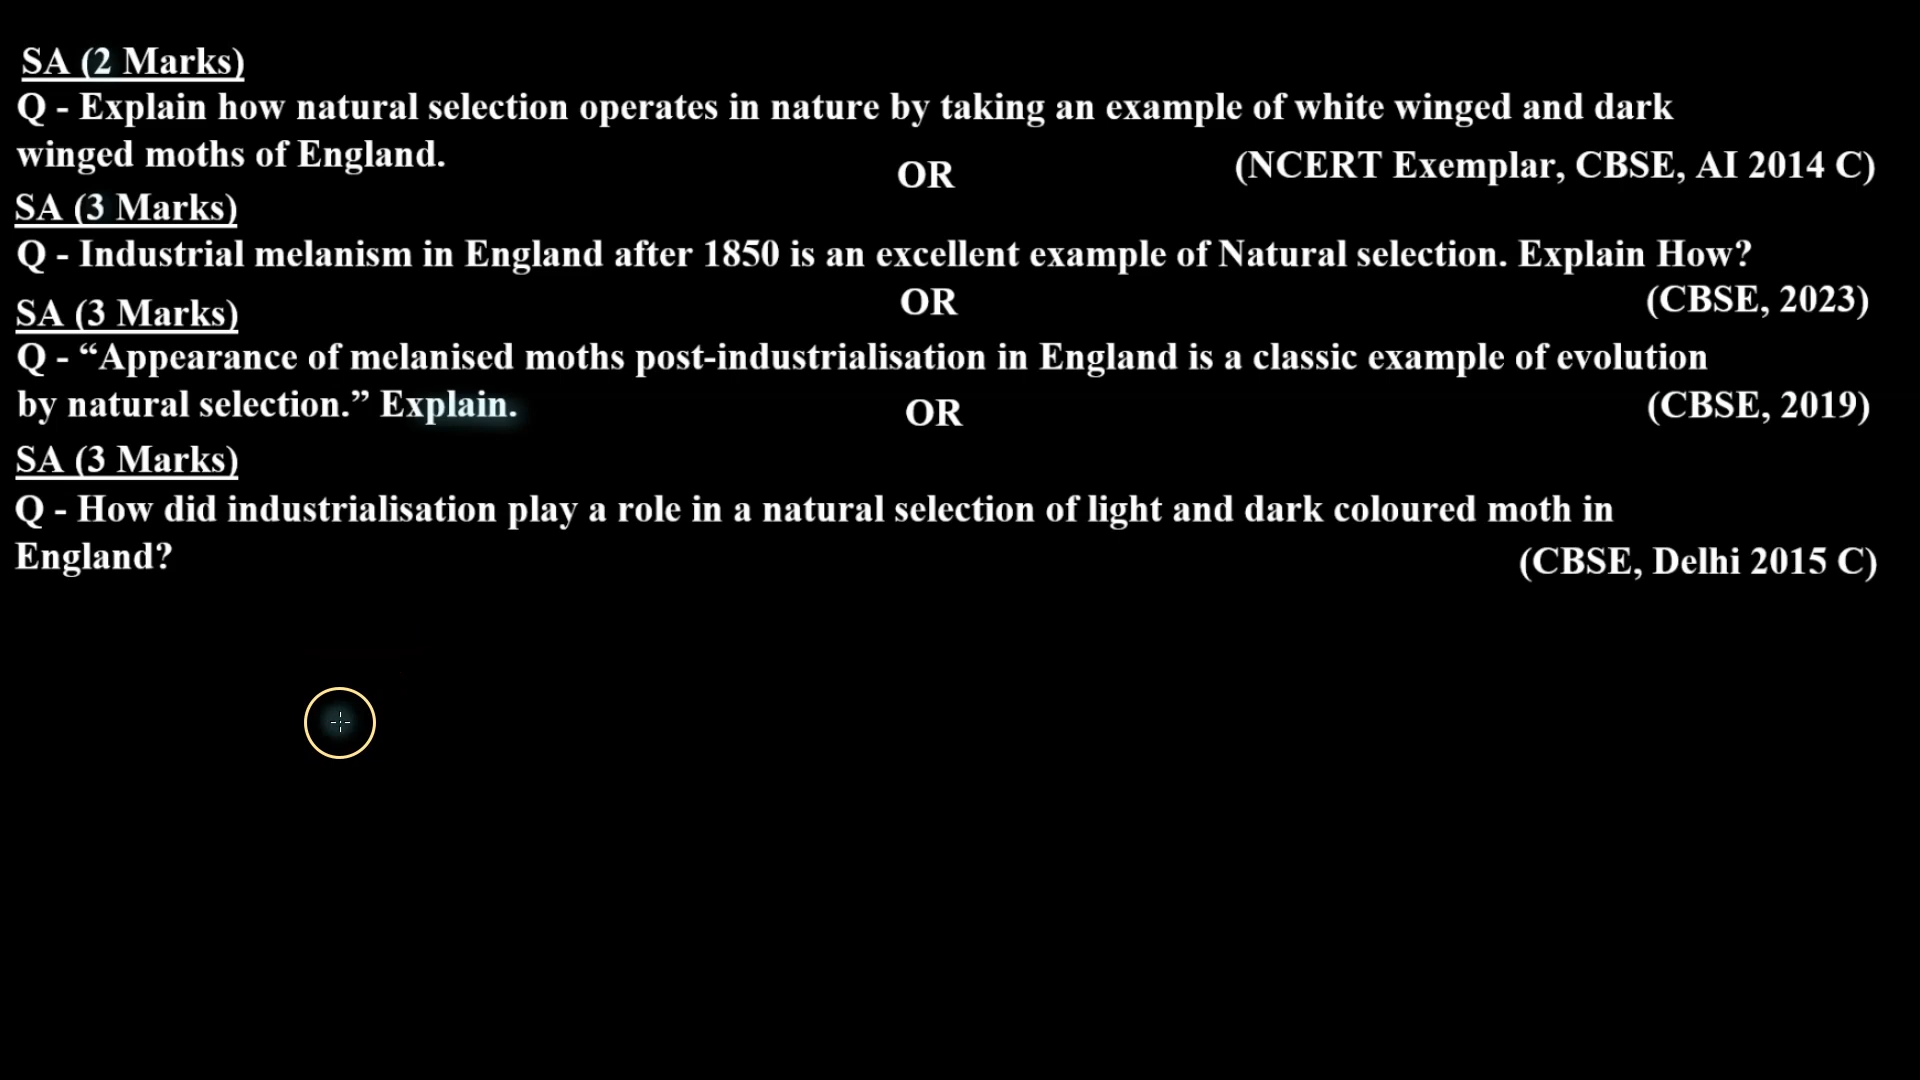 SA (2 Marks)
Q - Explain how natural selection operates in nature by taking an example of white winged and dark
winged moths of England.
OR (NCERT Exemplar, CBSE, AI 2014 C)
SA (3 Marks)
Q - Industrial melanism in England after 1850 is an excellent example of Natural selection. Explain How?
OR (CBSE, 2023)
SA (3 Marks)
Q - “Appearance of melanised moths post-industrialisation in England is a classic example of evolution
by natural selection.” Explain. OR (CBSE, 2019)
SA (3 Marks)
Q - How did industrialisation play a role in a natural selection of light and dark coloured moth in
England? (CBSE, Delhi 2015 C)